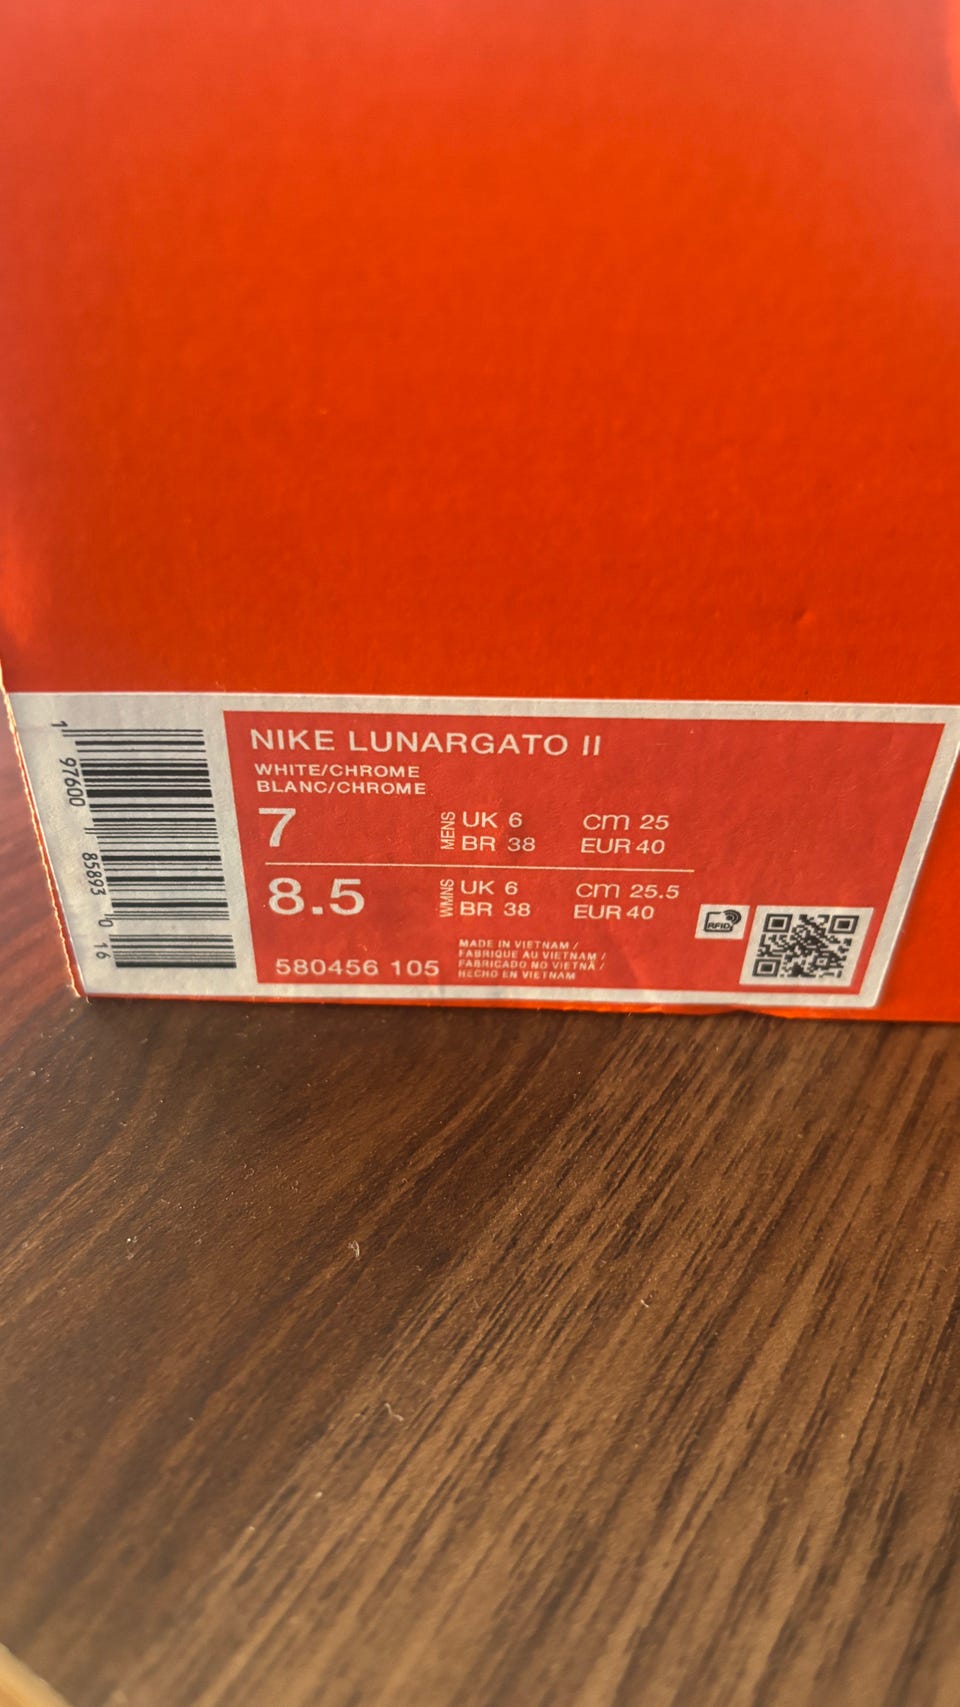 NIKE LUNARGATO II
WHITE/CHROME
BLANC/CHROME
7
MENS
UK 6 cm 25
BR 38 EUR 40
8.5
WMNS
UK 6 cm 25.5
BR 38 EUR 40
580456 105
MADE IN VIETNAM /
FABRIQUE AU VIETNAM /
FABRICADO NO VIETNÃ /
HECHO EN VIETNAM
RFID
1 97600 85893 0 16